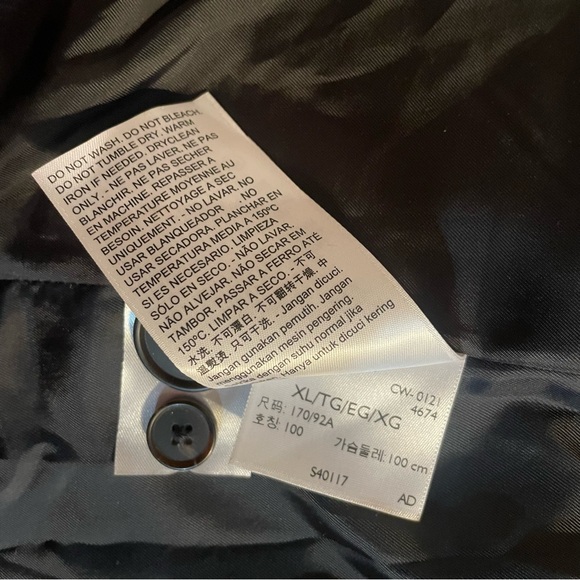 DO NOT WASH. DO NOT BLEACH.
DO NOT TUMBLE DRY. WARM
IRON IF NEEDED. DRYCLEAN
ONLY - NE PAS LAVER. NE PAS
BLANCHIR. NE PAS SECHER
EN MACHINE. REPASSER A
TEMPERATURE MOYENNE AU
BESOIN. NETTOYAGE A SEC
UNIQUEMENT - NO LAVAR. NO
USAR BLANQUEADOR . NO
USAR SECADORA. PLANCHAR EN
TEMPERATURA MEDIA A 150ºC
SI ES NECESARIO. LIMPIEZA
SÓLO EN SECO - NÃO LAVAR.
NÃO ALVEJAR. NÃO SECAR EM
TAMBOR. PASSAR A FERRO ATÉ
150ºC. LIMPAR A SECO - 不可
水洗. 不可漂白. 不可翻转干燥. 中
温熨烫. 只可干洗 - Jangan dicuci.
Jangan gunakan pemutih. Jangan
menggunakan mesin pengering.
dengan suhu normal jika
Hanya untuk dicuci kering
CW- 0121
4674
XL/TG/EG/XG
尺码: 170/92A
호칭: 100 가슴둘레: 100 cm
S40117
AD